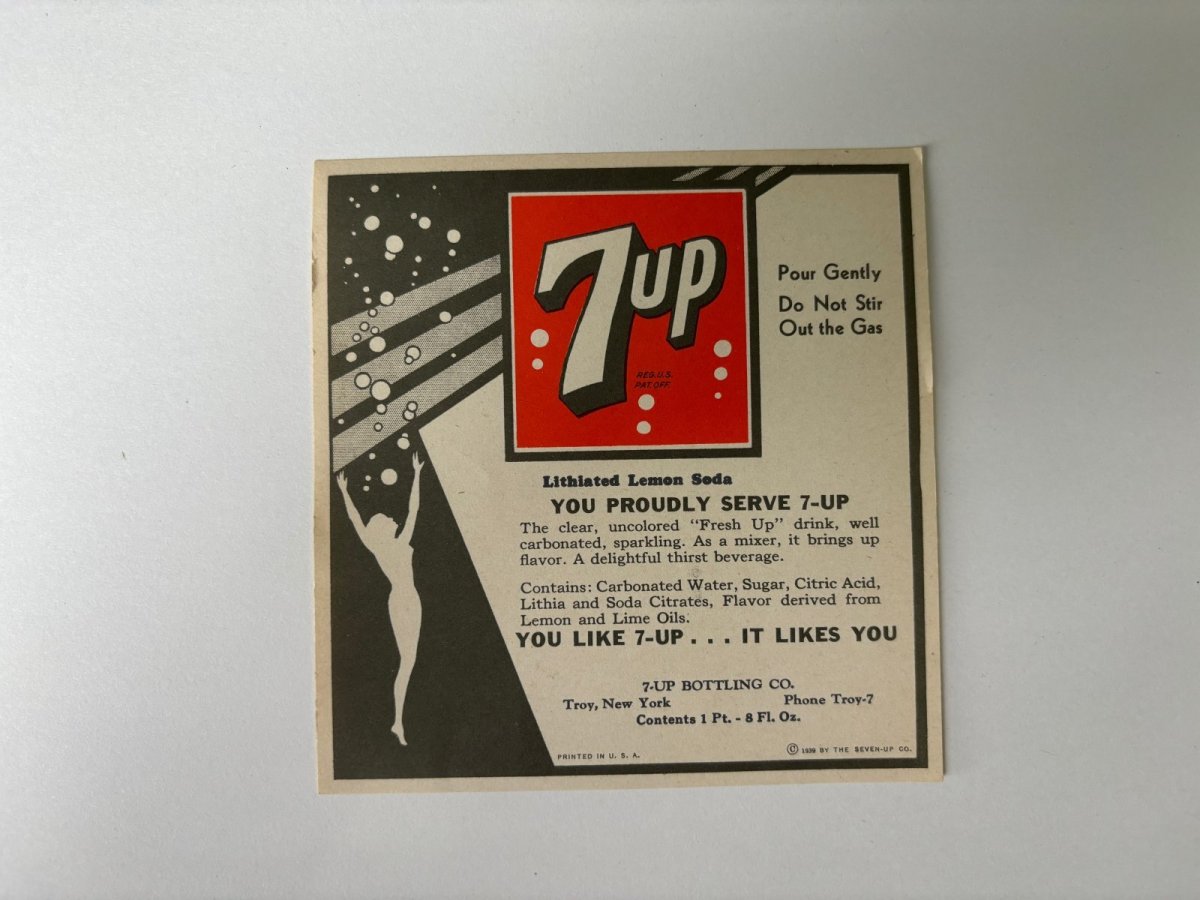 7up
REG. U.S.
PAT. OFF.
Pour Gently
Do Not Stir
Out the Gas
Lithiated Lemon Soda
YOU PROUDLY SERVE 7-UP
The clear, uncolored "Fresh Up" drink, well
carbonated, sparkling. As a mixer, it brings up
flavor. A delightful thirst beverage.
Contains: Carbonated Water, Sugar, Citric Acid,
Lithia and Soda Citrates, Flavor derived from
Lemon and Lime Oils.
YOU LIKE 7-UP . . . IT LIKES YOU
7-UP BOTTLING CO.
Troy, New York Phone Troy-7
Contents 1 Pt. - 8 Fl. Oz.
PRINTED IN U. S. A.
© 1939 BY THE SEVEN-UP CO.